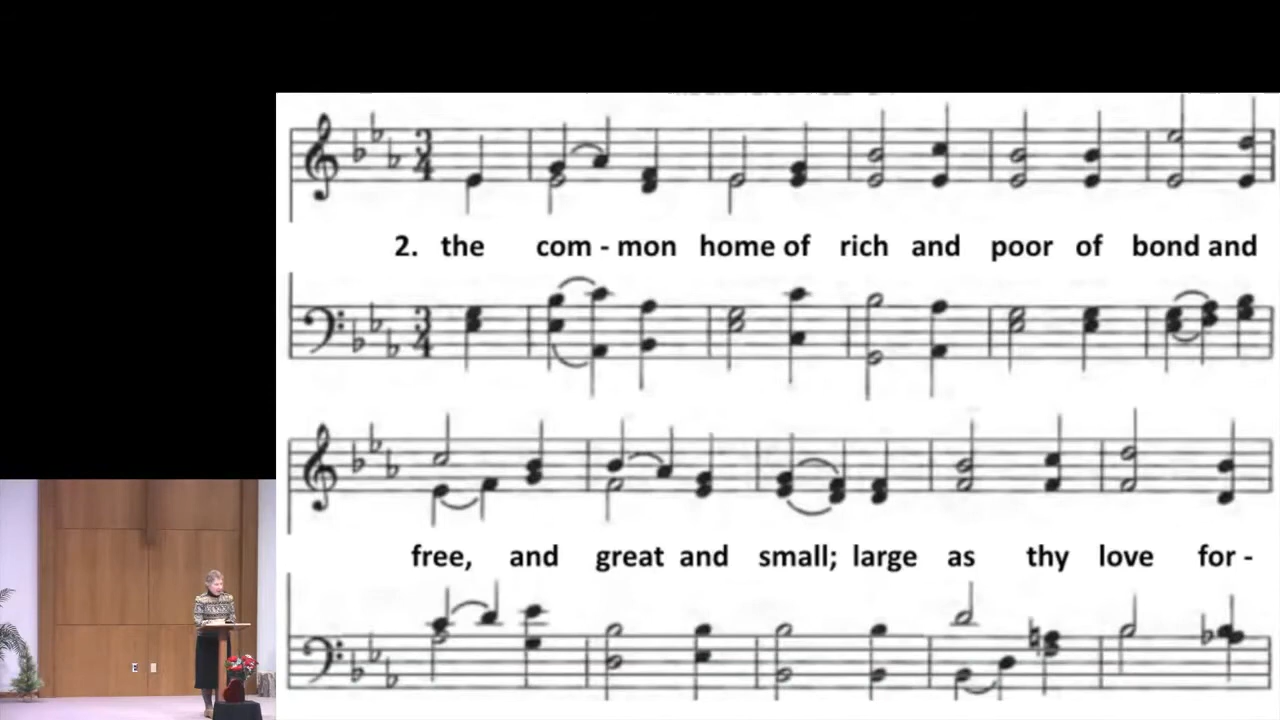 2. the com - mon home of rich and poor of bond and
free, and great and small; large as thy love for -